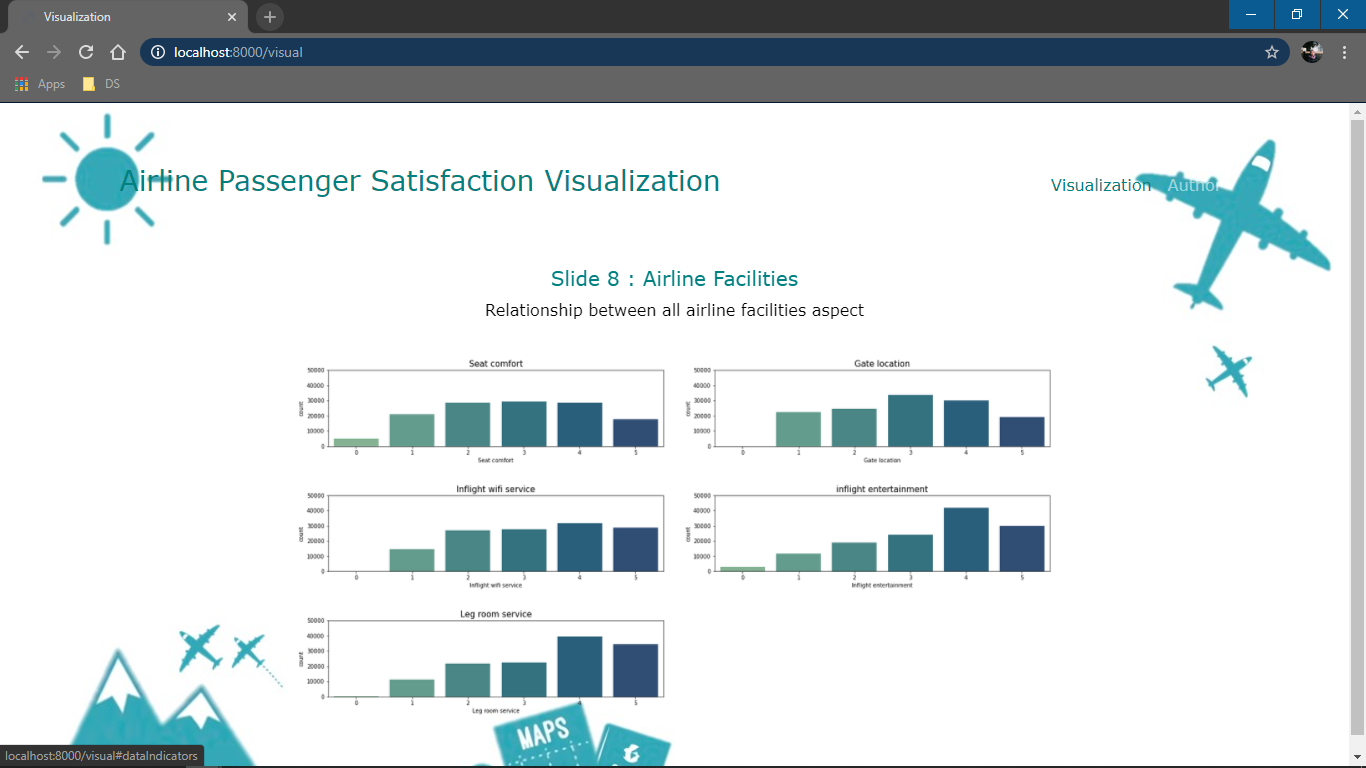 Visualization
localhost:8000/visual
Apps DS
Airline Passenger Satisfaction Visualization
Visualization Author
Slide 8 : Airline Facilities
Relationship between all airline facilities aspect
Seat comfort
50000
40000
30000
20000
10000
0
count
0 1 2 3 4 5
Seat comfort
Gate location
50000
40000
30000
20000
10000
0
count
0 1 2 3 4 5
Gate location
Inflight wifi service
50000
40000
30000
20000
10000
0
count
0 1 2 3 4 5
Inflight wifi service
inflight entertainment
50000
40000
30000
20000
10000
0
count
0 1 2 3 4 5
Inflight entertainment
Leg room service
50000
40000
30000
20000
10000
0
count
0 1 2 3 4 5
Leg room service
MAPS
localhost:8000/visual#dataIndicators